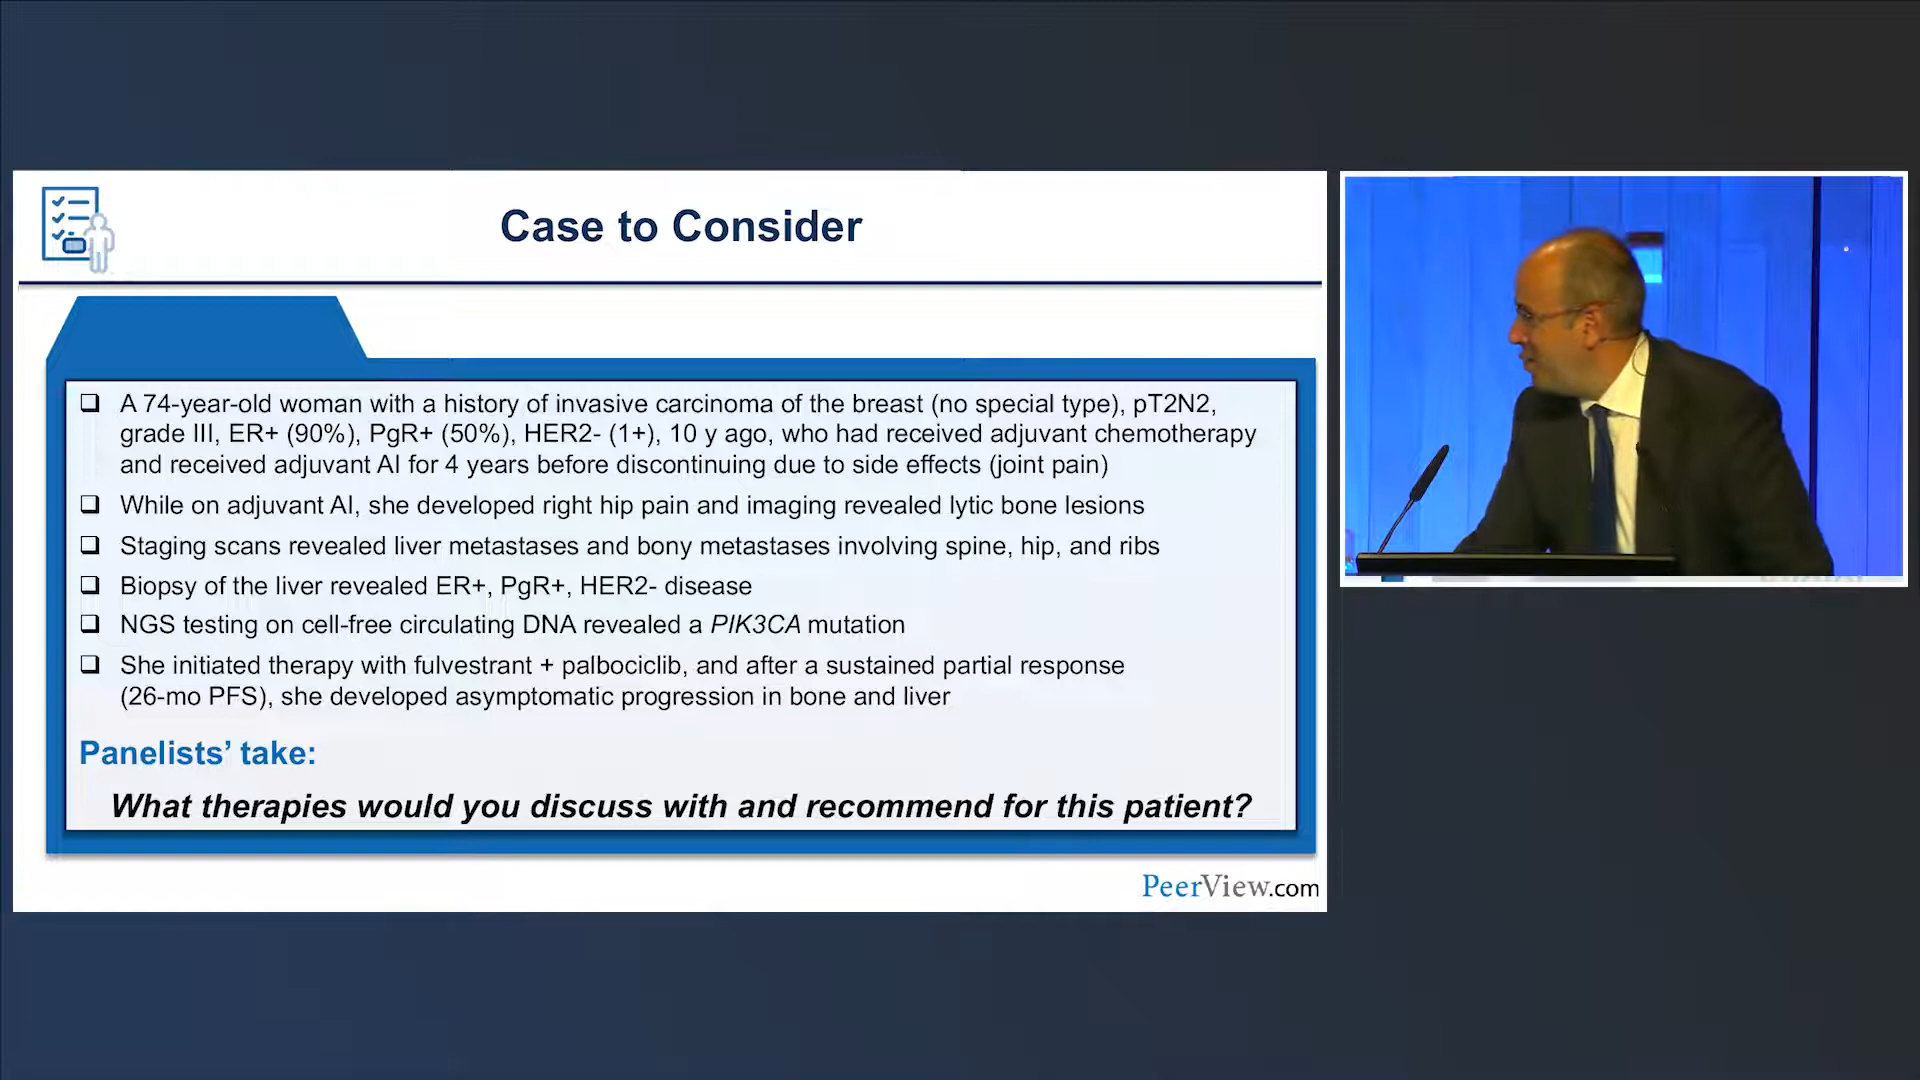 Case to Consider
A 74-year-old woman with a history of invasive carcinoma of the breast (no special type), pT2N2,
grade III, ER+ (90%), PgR+ (50%), HER2- (1+), 10 y ago, who had received adjuvant chemotherapy
and received adjuvant AI for 4 years before discontinuing due to side effects (joint pain)
While on adjuvant AI, she developed right hip pain and imaging revealed lytic bone lesions
Staging scans revealed liver metastases and bony metastases involving spine, hip, and ribs
Biopsy of the liver revealed ER+, PgR+, HER2- disease
NGS testing on cell-free circulating DNA revealed a PIK3CA mutation
She initiated therapy with fulvestrant + palbociclib, and after a sustained partial response
(26-mo PFS), she developed asymptomatic progression in bone and liver
Panelists’ take:
What therapies would you discuss with and recommend for this patient?
PeerView.com